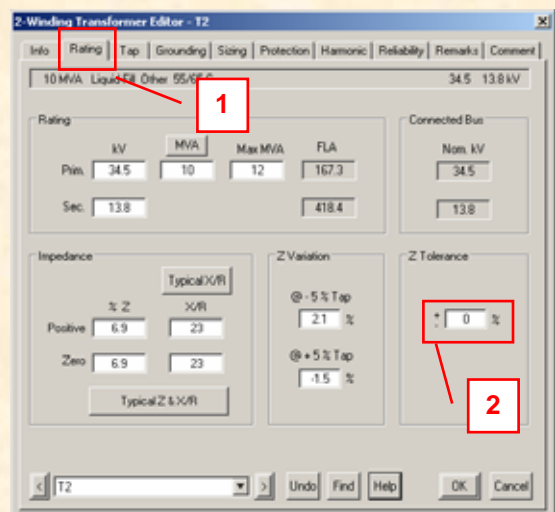 2-Winding Transformer Editor - T2
Info Rating Tap Grounding Sizing Protection Harmonic Reliability Remarks Comment
10 MVA Liquid-Fill Other 55/65 C 34.5 13.8 kV
1
Rating
Connected Bus
kV MVA Max MVA FLA Nom. kV
Prim. 34.5 10 12 167.3 34.5
Sec. 13.8 418.4 13.8
Impedance Z Variation Z Tolerance
Typical X/R
% Z X/R
@ - 5 % Tap
Positive 6.9 23 2.1 % ± 0 %
@ + 5 % Tap
Zero 6.9 23 -1.5 %
Typical Z & X/R
2
< T2 > Undo Find Help OK Cancel